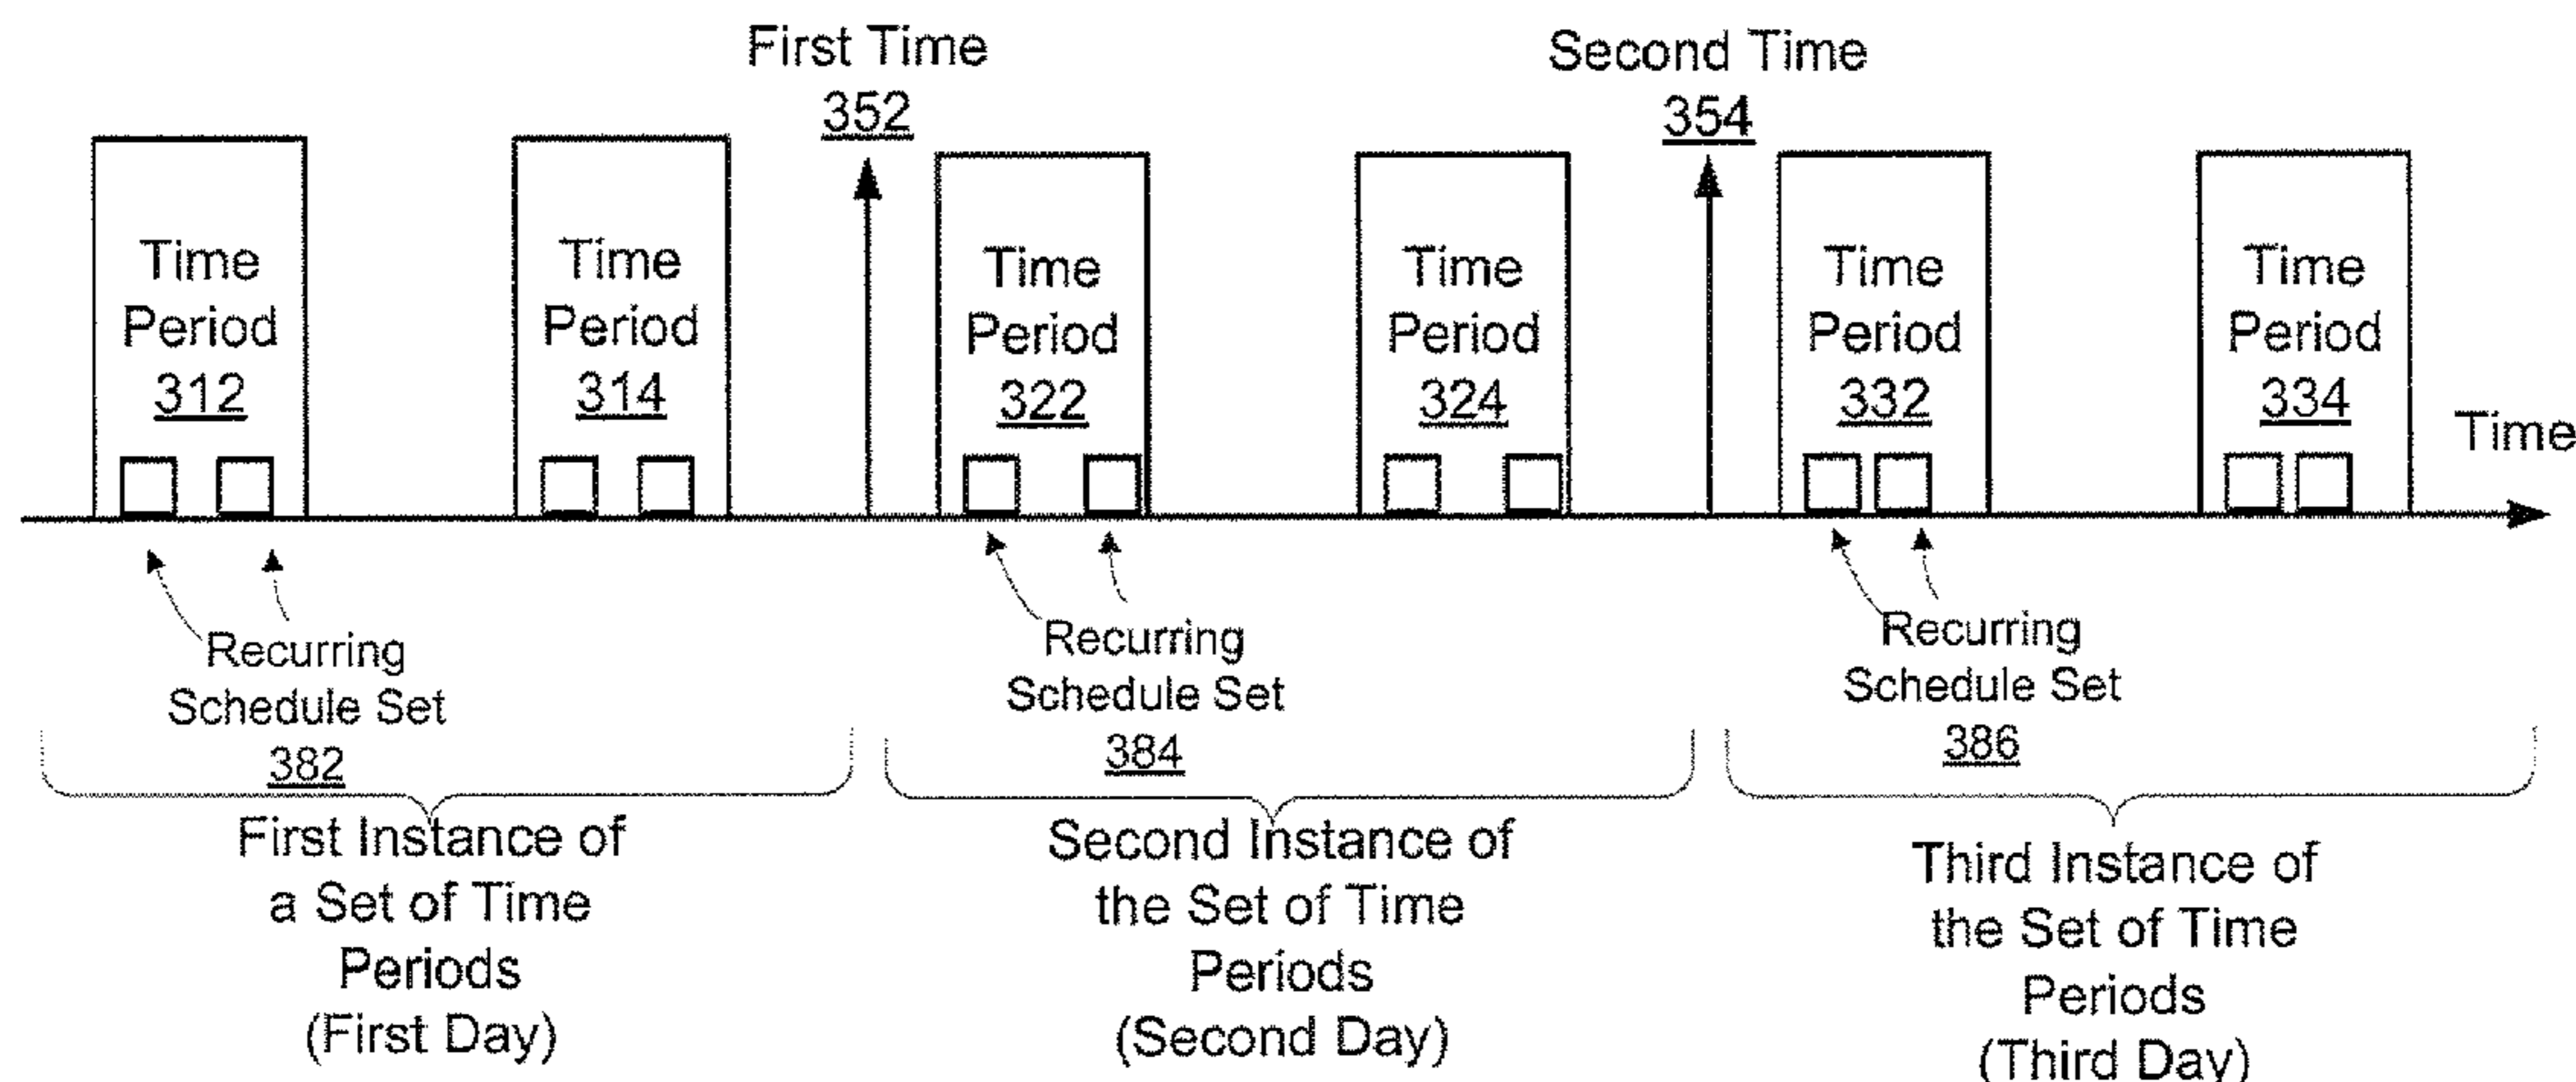 First Time
352
Second Time
354
Time
Period
312
Time
Period
314
Time
Period
322
Time
Period
324
Time
Period
332
Time
Period
334
Time
Recurring
Schedule Set
382
Recurring
Schedule Set
384
Recurring
Schedule Set
386
First Instance of
a Set of Time
Periods
(First Day)
Second Instance of
the Set of Time
Periods
(Second Day)
Third Instance of
the Set of Time
Periods
(Third Day)